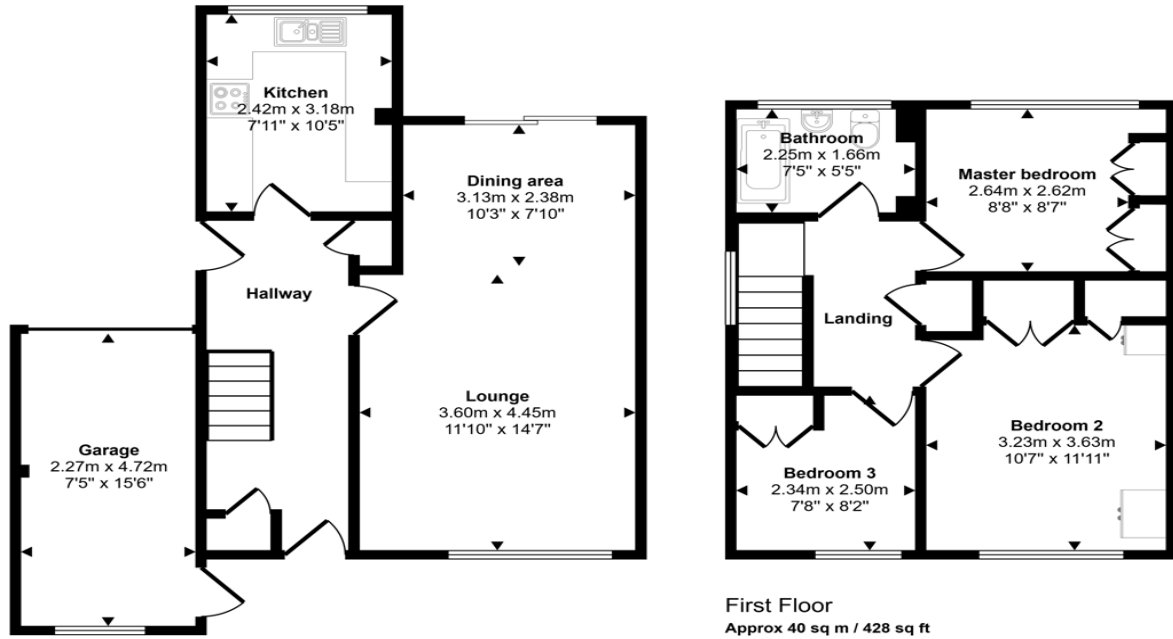 Kitchen
2.42m x 3.18m
7'11" x 10'5"
Dining area
3.13m x 2.38m
10'3" x 7'10"
Hallway
Lounge
3.60m x 4.45m
11'10" x 14'7"
Garage
2.27m x 4.72m
7'5" x 15'6"
Bathroom
2.25m x 1.66m
7'5" x 5'5"
Master bedroom
2.64m x 2.62m
8'8" x 8'7"
Landing
Bedroom 2
3.23m x 3.63m
10'7" x 11'11"
Bedroom 3
2.34m x 2.50m
7'8" x 8'2"
First Floor
Approx 40 sq m / 428 sq ft